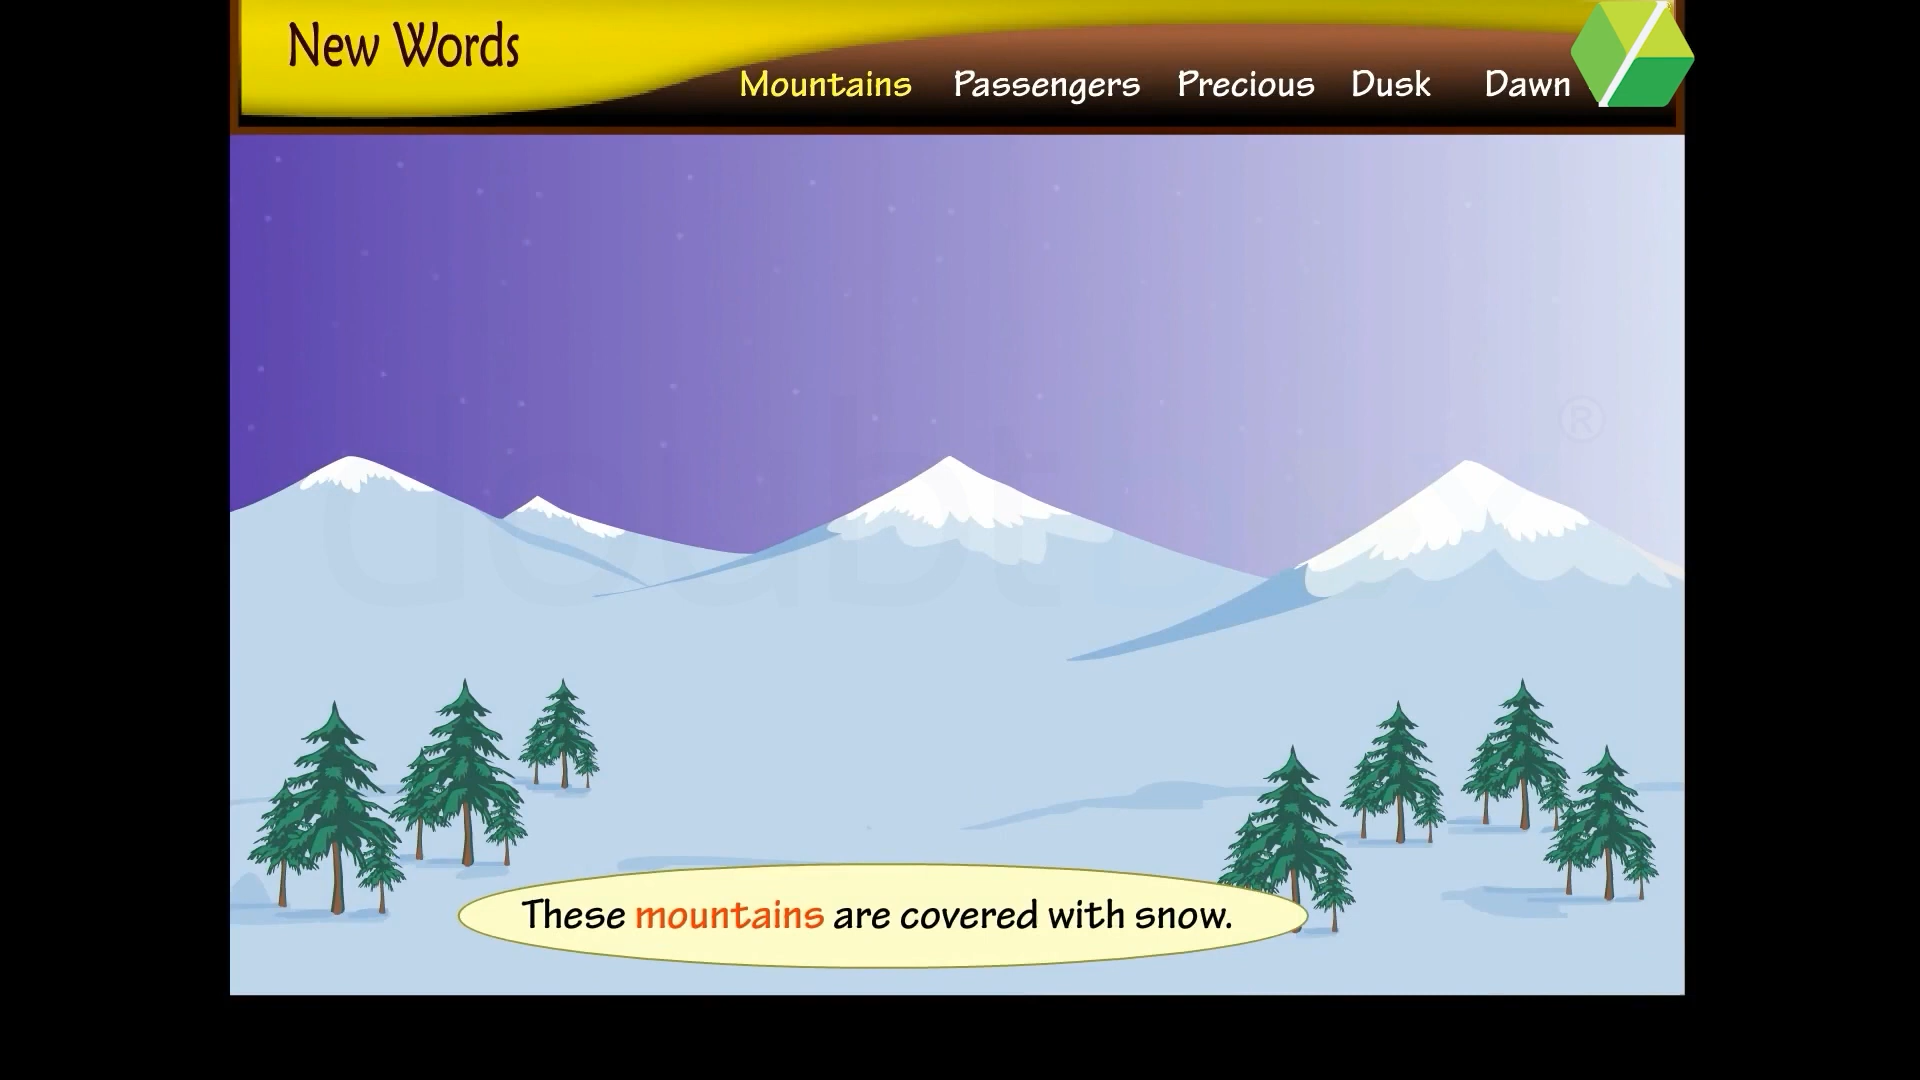 New Words
Mountains Passengers Precious Dusk Dawn
®
These mountains are covered with snow.